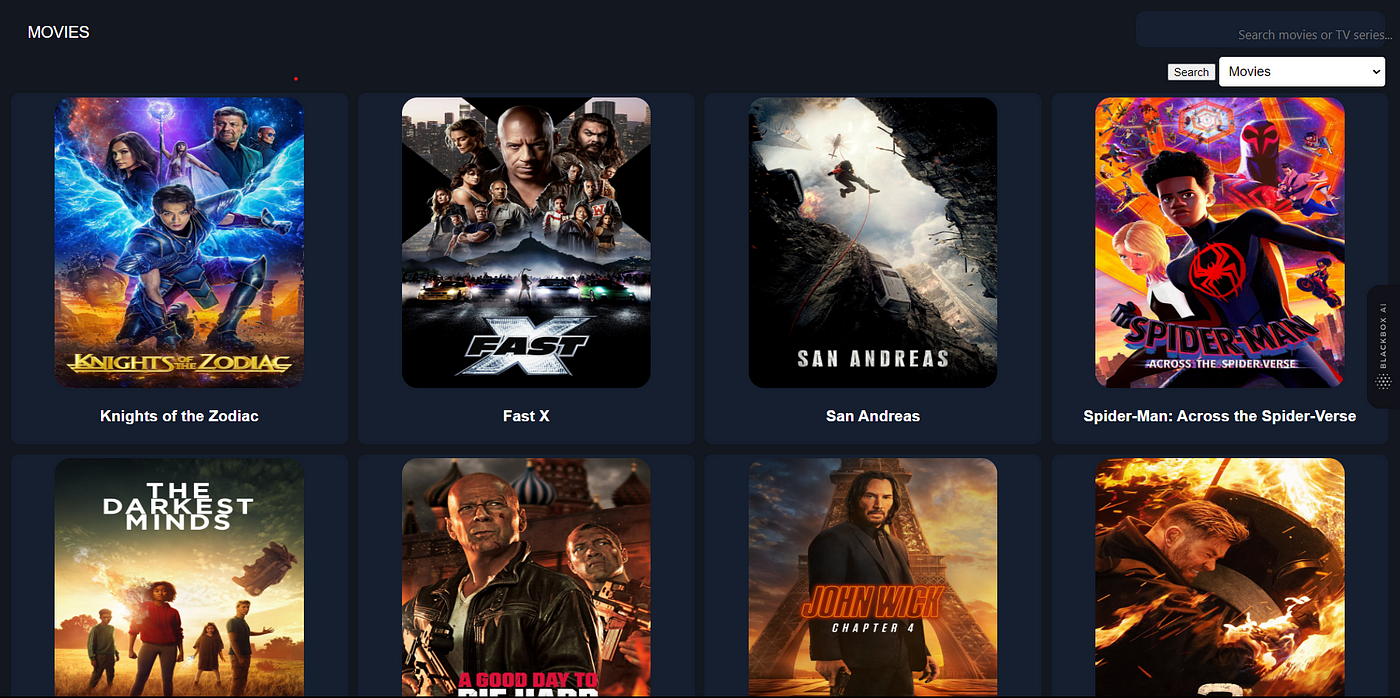 MOVIES
Search movies or TV series...
Search
Movies
KNIGHTS OF THE ZODIAC
FAST X
SAN ANDREAS
SPIDER-MAN
ACROSS THE SPIDER-VERSE
BLACKBOX AI
Knights of the Zodiac
Fast X
San Andreas
Spider-Man: Across the Spider-Verse
THE
DARKEST
MINDS
A GOOD DAY TO
DIE HARD
JOHN WICK
CHAPTER 4